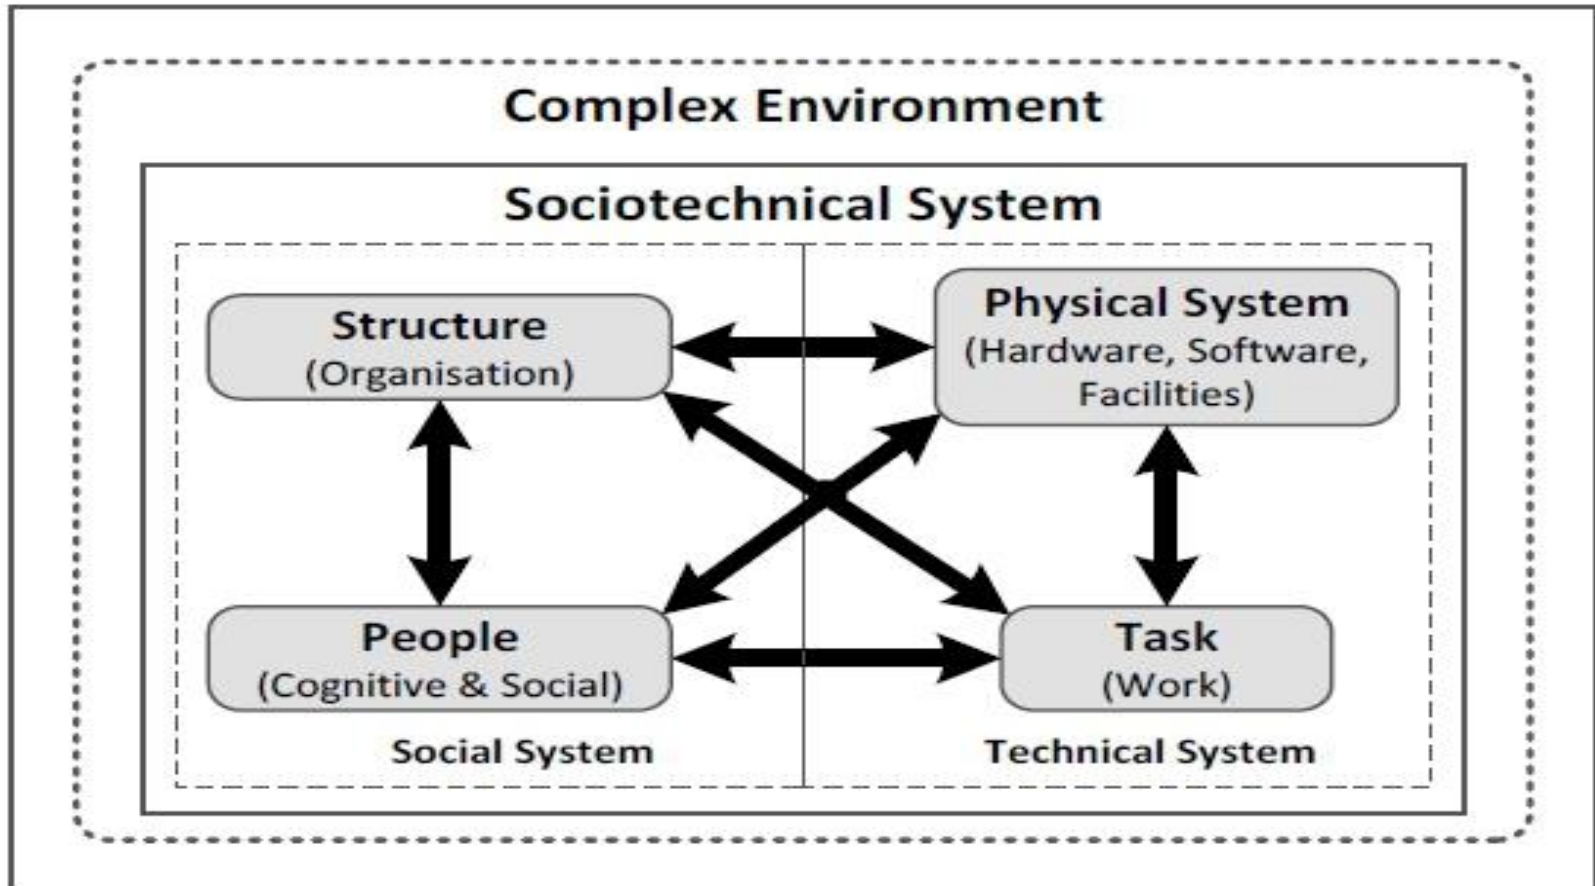 Complex Environment
Sociotechnical System
Structure
(Organisation)
Physical System
(Hardware, Software,
Facilities)
People
(Cognitive & Social)
Task
(Work)
Social System
Technical System